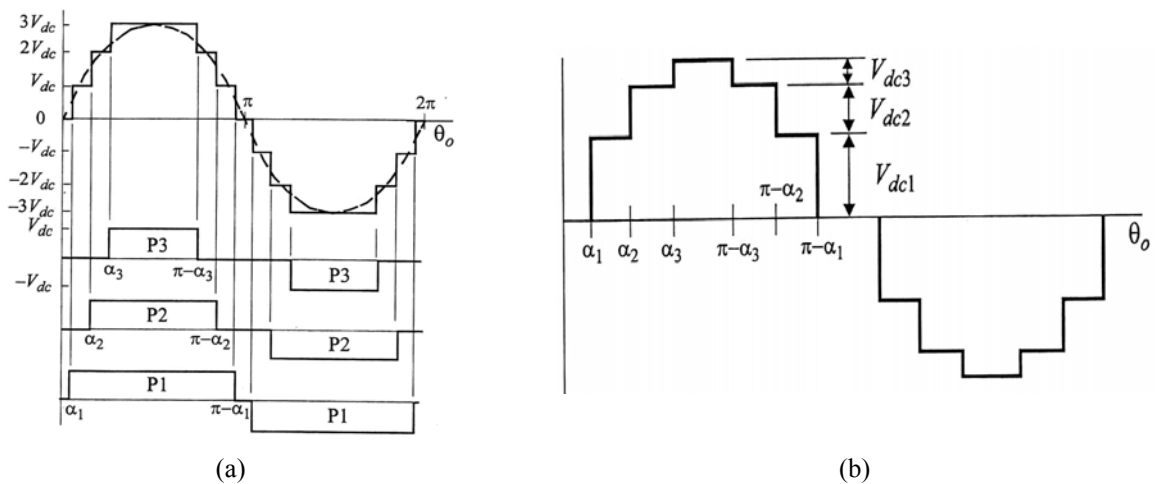 3V_dc
2V_dc
V_dc
0
π
2π
θ_o
-V_dc
-2V_dc
-3V_dc
V_dc
P3
α_3
π-α_3
P3
-V_dc
P2
α_2
π-α_2
P2
P1
α_1
π-α_1
P1
(a)
V_dc3
V_dc2
V_dc1
π-α_2
α_1
α_2
α_3
π-α_3
π-α_1
θ_o
(b)